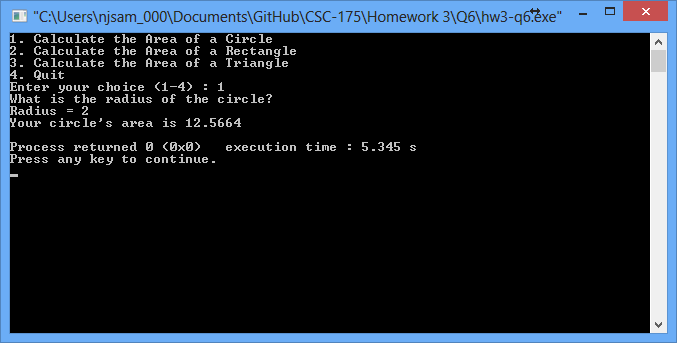 "C:\Users\njsam_000\Documents\GitHub\CSC-175\Homework 3\Q6\hw3-q6.exe"
1. Calculate the Area of a Circle
2. Calculate the Area of a Rectangle
3. Calculate the Area of a Triangle
4. Quit
Enter your choice (1-4) : 1
What is the radius of the circle?
Radius = 2
Your circle's area is 12.5664
Process returned 0 (0x0)   execution time : 5.345 s
Press any key to continue.